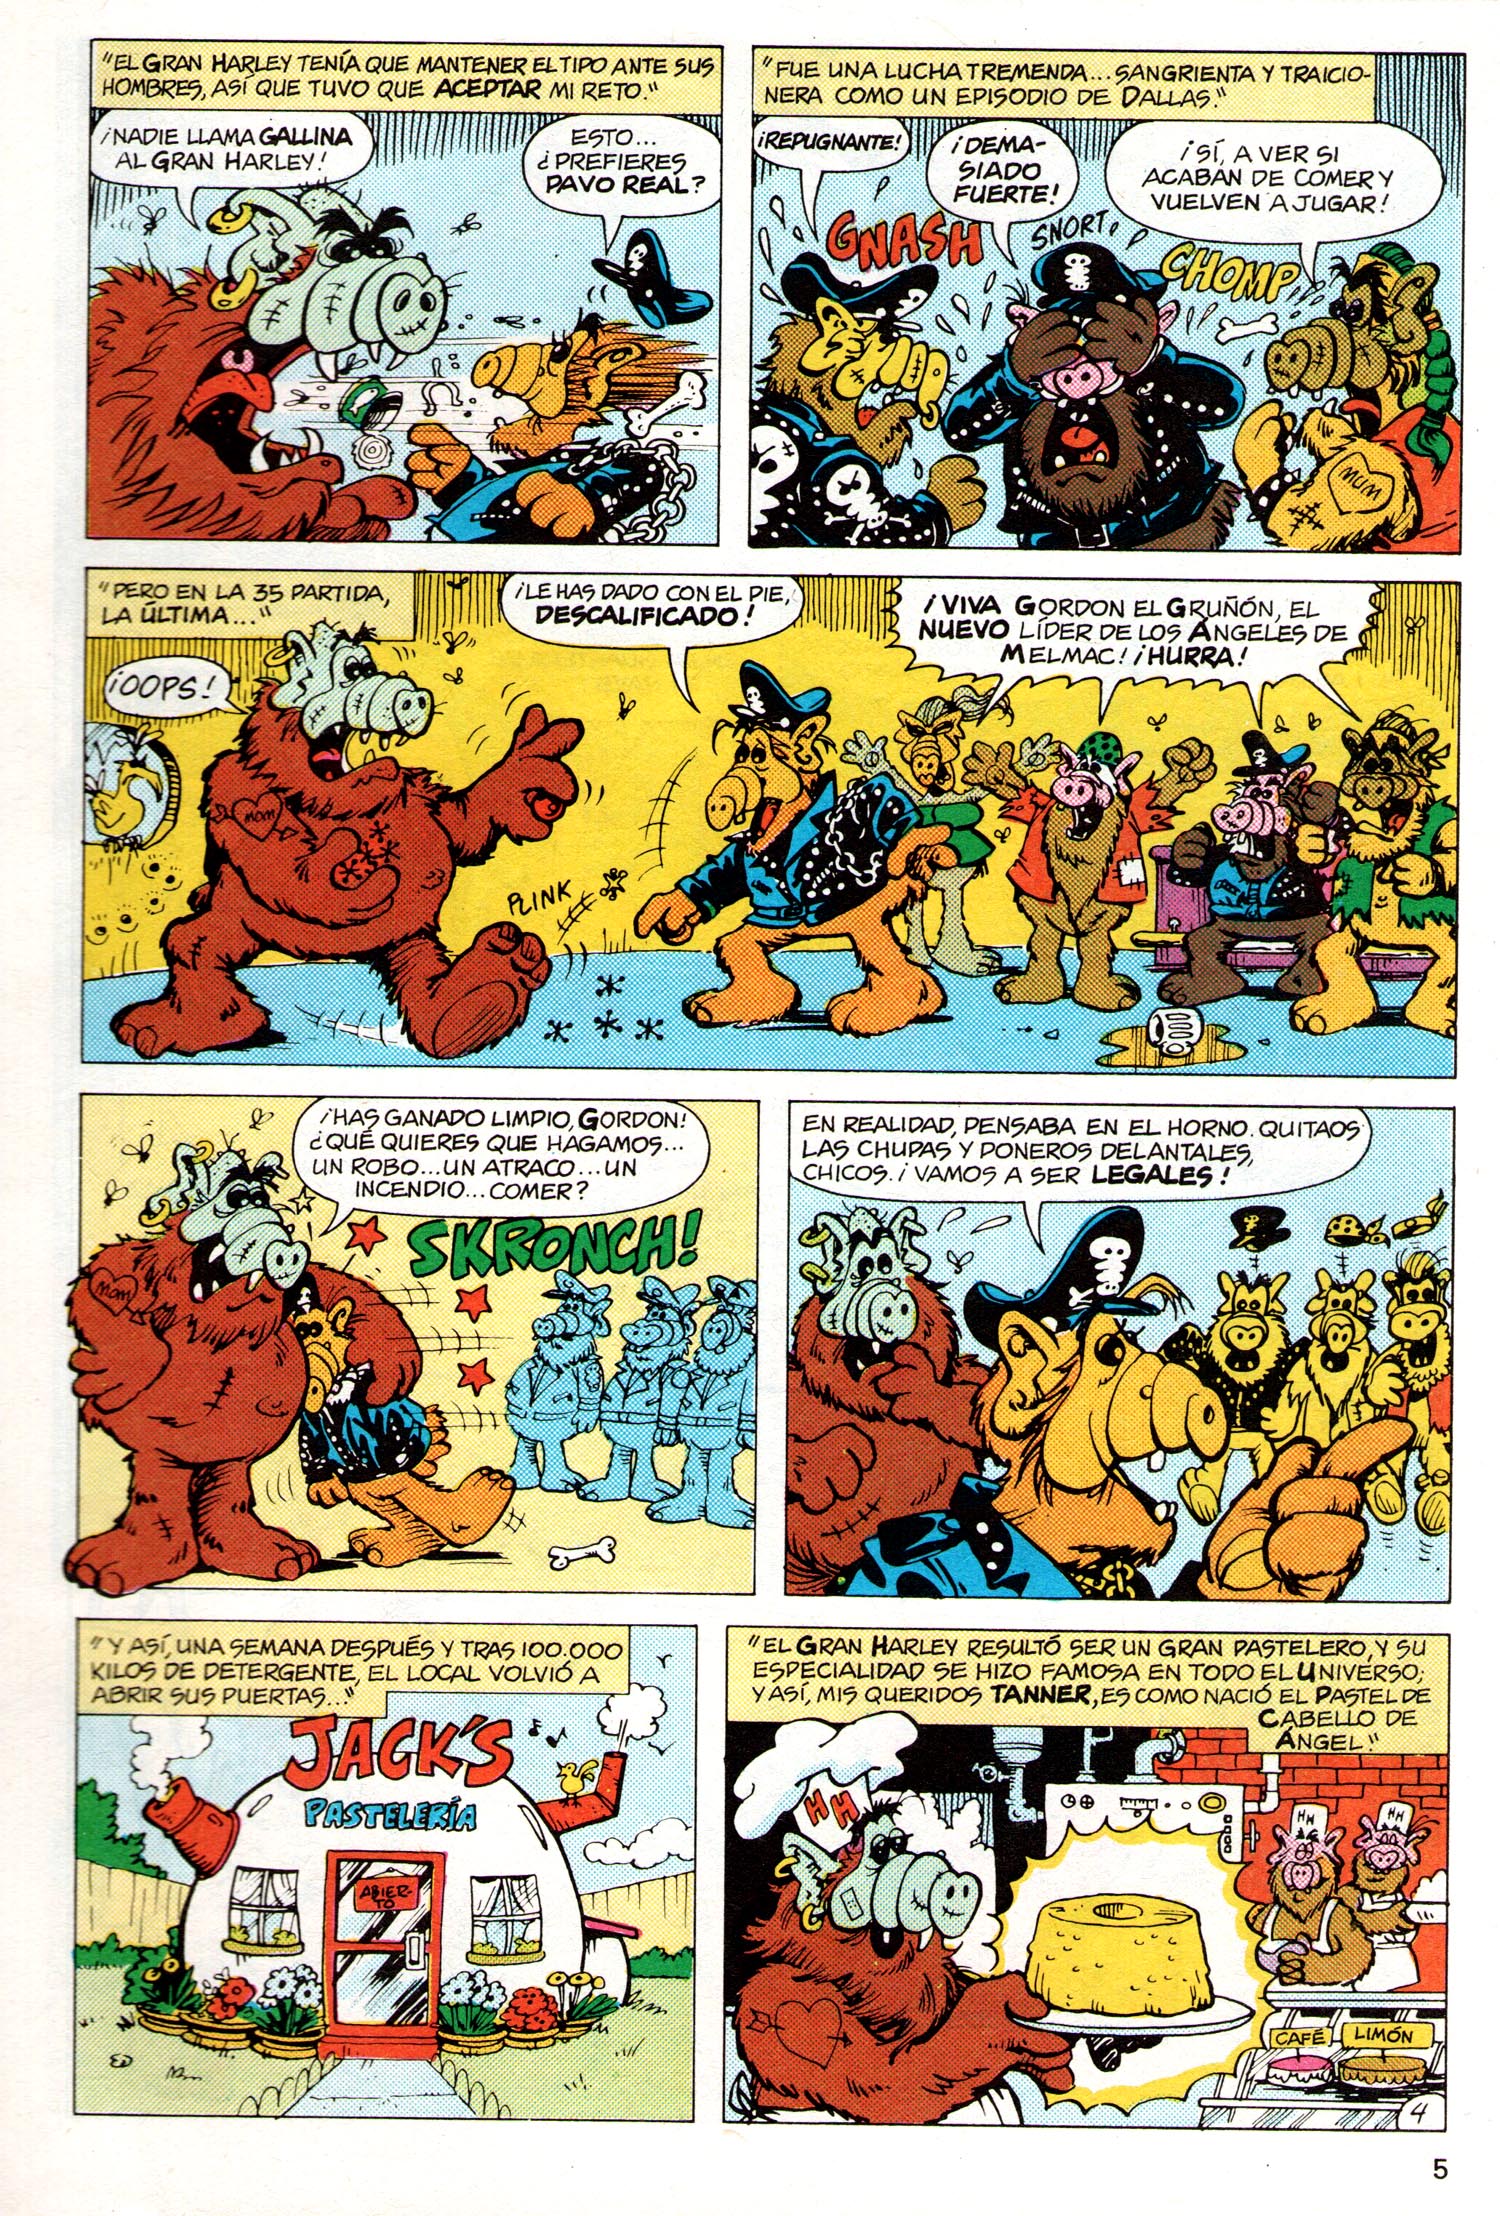 "EL GRAN HARLEY TENÍA QUE MANTENER EL TIPO ANTE SUS
HOMBRES, ASÍ QUE TUVO QUE ACEPTAR MI RETO."
¡NADIE LLAMA GALLINA
AL GRAN HARLEY!
ESTO...
¿PREFIERES
PAVO REAL?
"FUE UNA LUCHA TREMENDA... SANGRIENTA Y TRAICIO-
NERA COMO UN EPISODIO DE DALLAS."
¡REPUGNANTE!
¡DEMA-
SIADO
FUERTE!
¡SÍ, A VER SI
ACABAN DE COMER Y
VUELVEN A JUGAR!
GNASH
SNORT
CHOMP
MOM
"PERO EN LA 35 PARTIDA,
LA ÚLTIMA..."
¡OOPS!
¡LE HAS DADO CON EL PIE,
DESCALIFICADO!
¡VIVA GORDON EL GRUÑÓN, EL
NUEVO LÍDER DE LOS ÁNGELES DE
MELMAC! ¡HURRA!
MOM
PLINK
¡HAS GANADO LIMPIO, GORDON!
¿QUÉ QUIERES QUE HAGAMOS...
UN ROBO... UN ATRACO... UN
INCENDIO... COMER?
SKRONCH!
MOM
EN REALIDAD, PENSABA EN EL HORNO. QUITAOS
LAS CHUPAS Y PONEROS DELANTALES,
CHICOS. ¡VAMOS A SER LEGALES!
"Y ASÍ, UNA SEMANA DESPUÉS Y TRAS 100.000
KILOS DE DETERGENTE, EL LOCAL VOLVIÓ A
ABRIR SUS PUERTAS..."
JACK'S
PASTELERÍA
ABIER-
TO
"EL GRAN HARLEY RESULTÓ SER UN GRAN PASTELERO, Y SU
ESPECIALIDAD SE HIZO FAMOSA EN TODO EL UNIVERSO;
Y ASÍ, MIS QUERIDOS TANNER, ES COMO NACIÓ EL PASTEL DE
CABELLO DE
ÁNGEL."
HH
HH
HH
CAFÉ
LIMÓN
4
5